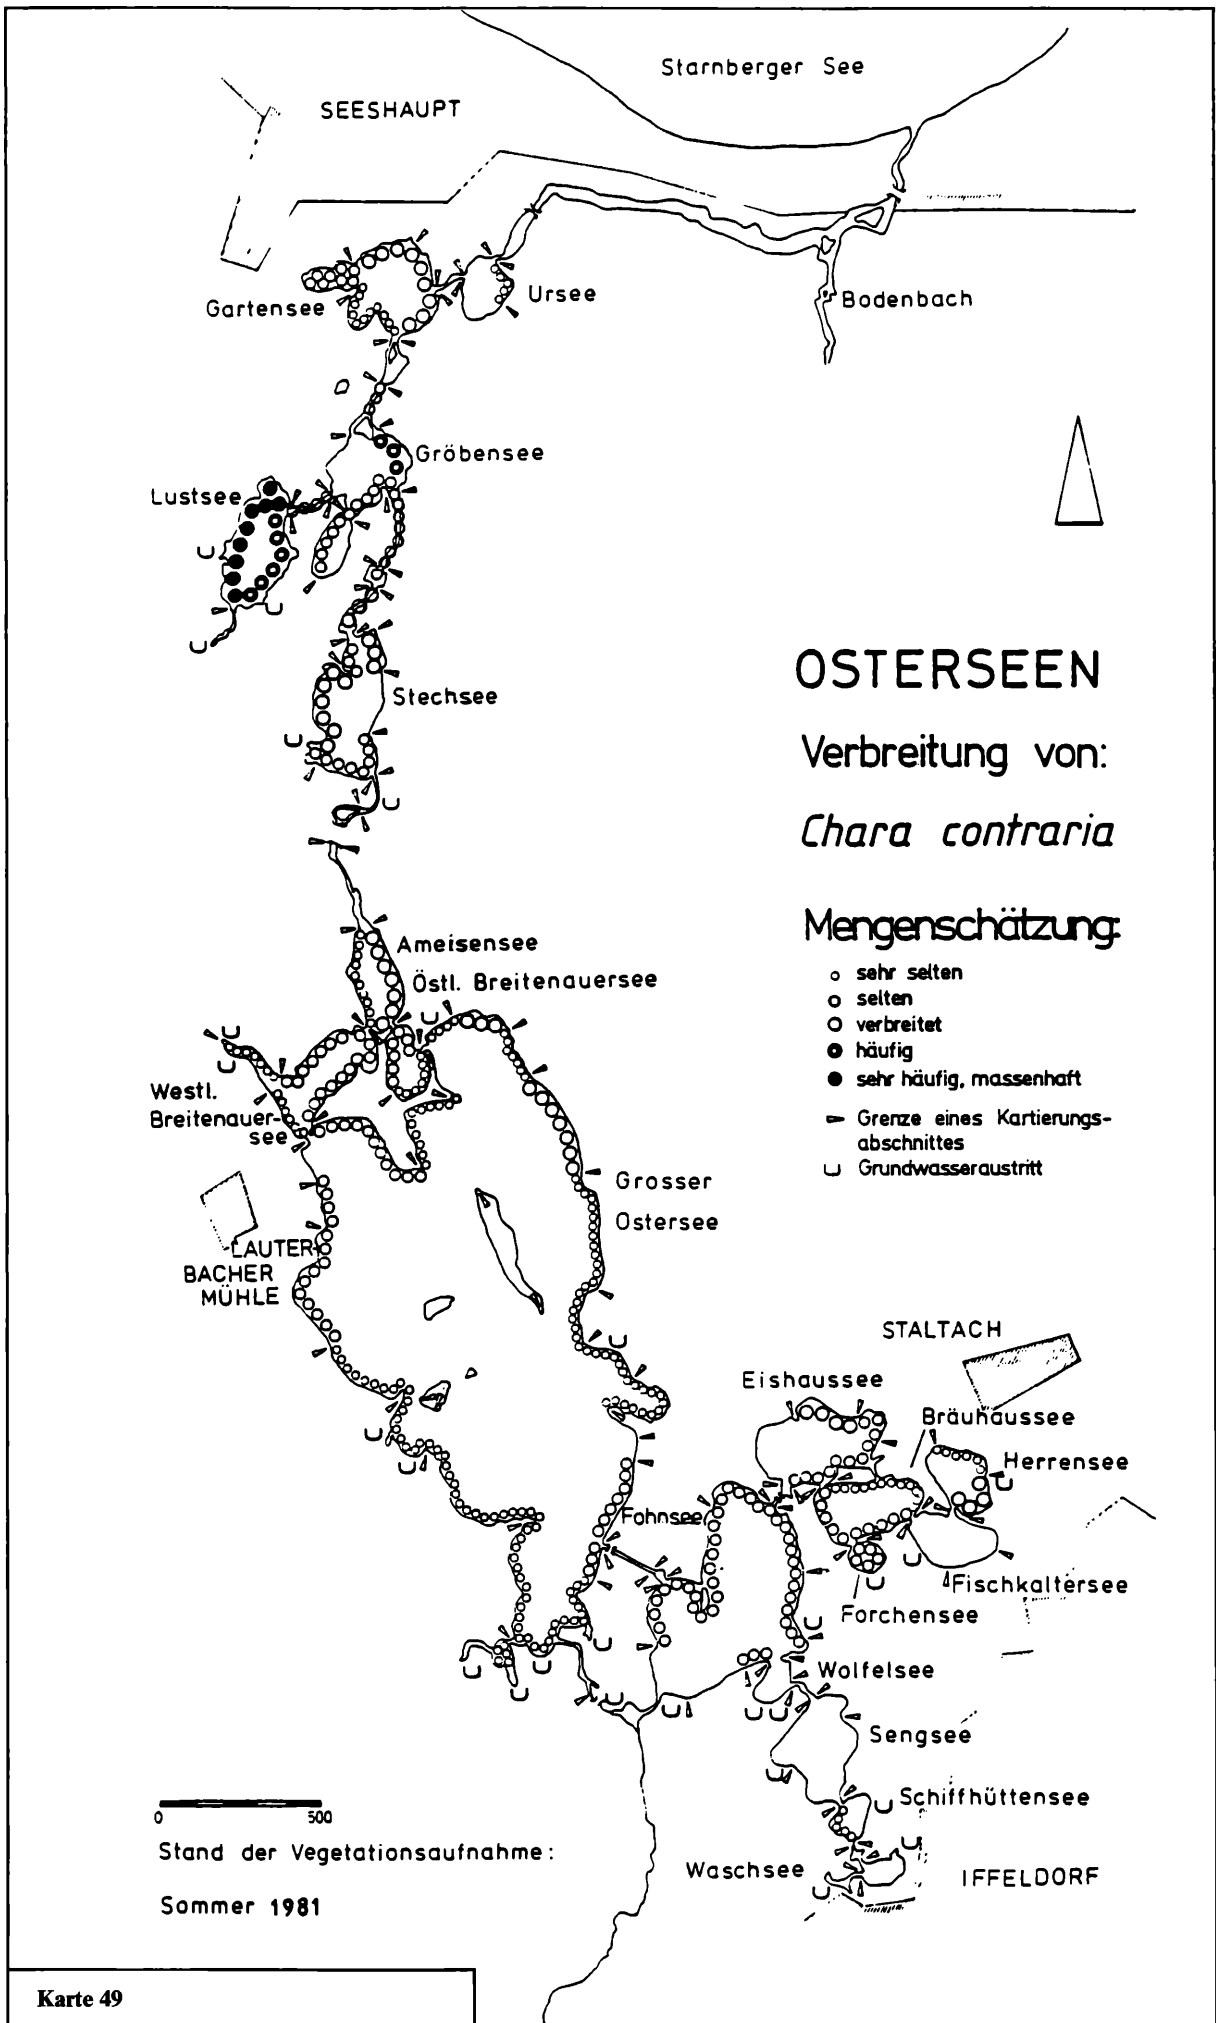 Starnberger See
SEESHAUPT
Gartensee
Ursee
Bodenbach
Gröbensee
Lustsee
Stechsee
OSTERSEEN
Verbreitung von:
Chara contraria
Mengenschätzung:
sehr selten
selten
verbreitet
häufig
sehr häufig, massenhaft
Grenze eines Kartierungs-
abschnittes
Grundwasseraustritt
Ameisensee
Östl. Breitenauersee
Westl.
Breitenauer-
see
Grosser
Ostersee
LAUTER-
BACHER
MÜHLE
STALTACH
Eishaussee
Bräuhaussee
Herrensee
Fohnsee
Fischkaltersee
Forchensee
Wolfelsee
Sengsee
Schiffhüttensee
Waschsee
IFFELDORF
0 500
Stand der Vegetationsaufnahme:
Sommer 1981
Karte 49